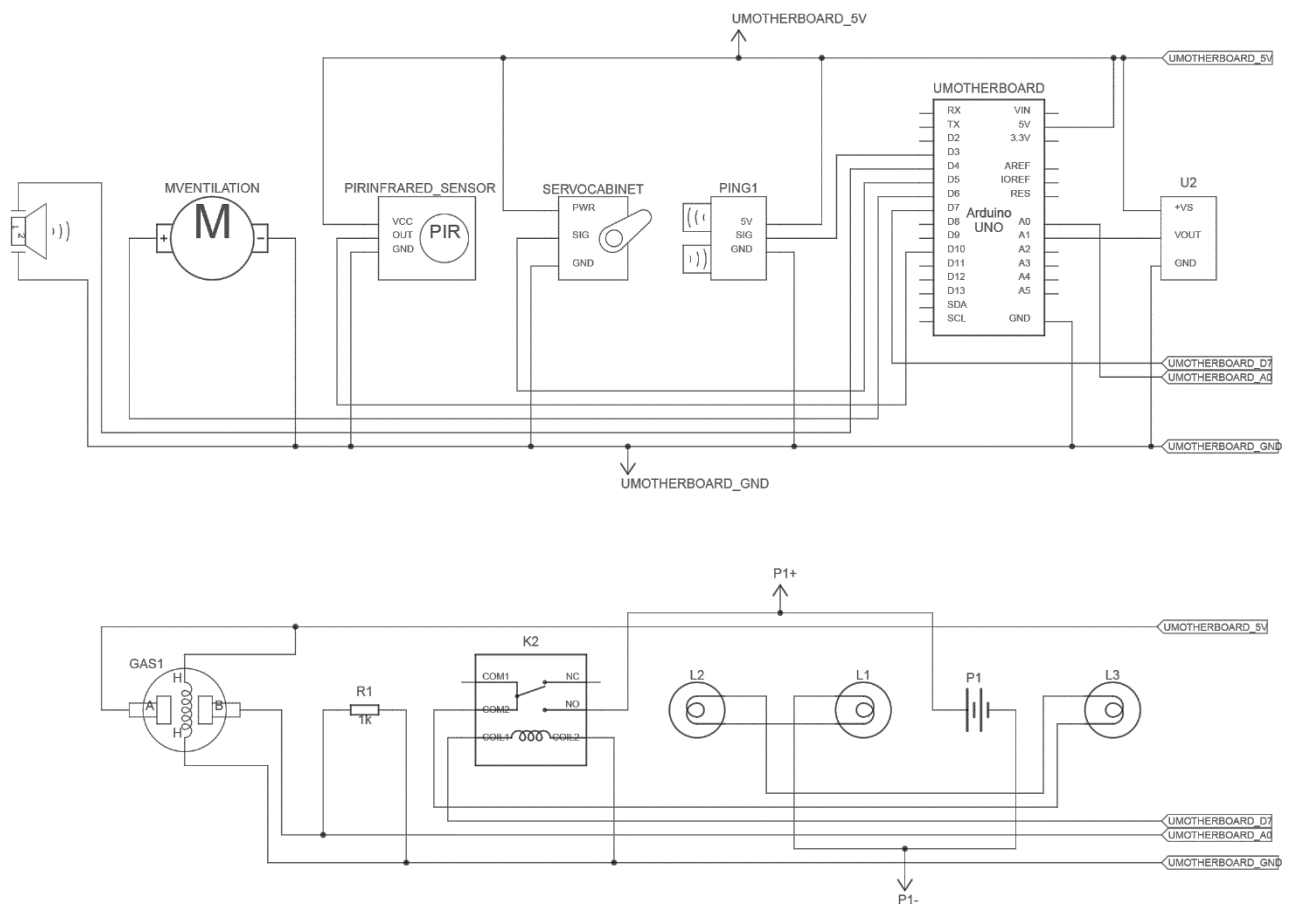 UMOTHERBOARD_5V
UMOTHERBOARD_5V
UMOTHERBOARD
RX
TX
D2
D3
D4
D5
D6
D7
D8
D9
D10
D11
D12
D13
SDA
SCL
VIN
5V
3.3V
AREF
IOREF
RES
A0
A1
A2
A3
A4
A5
GND
Arduino
UNO
MVENTILATION
M
+
-
PIRINFRARED_SENSOR
VCC
OUT
GND
PIR
SERVOCABINET
PWR
SIG
GND
PING1
5V
SIG
GND
U2
+VS
VOUT
GND
UMOTHERBOARD_D7
UMOTHERBOARD_A0
UMOTHERBOARD_GND
UMOTHERBOARD_GND
P1+
UMOTHERBOARD_5V
GAS1
H
A
B
H
R1
1k
K2
COM1
NC
COM2
NO
COIL1
COIL2
L2
L1
P1
L3
UMOTHERBOARD_D7
UMOTHERBOARD_A0
UMOTHERBOARD_GND
P1-